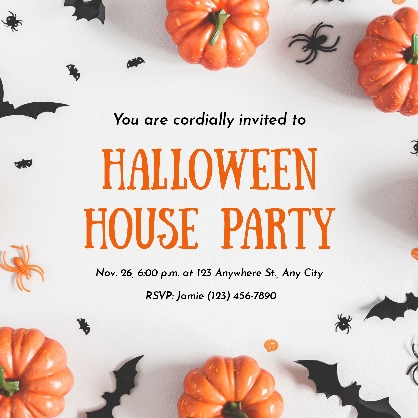 You are cordially invited to
HALLOWEEN
HOUSE PARTY
Nov. 26, 6:00 p.m. at 123 Anywhere St., Any City
RSVP: Jamie (123) 456-7890